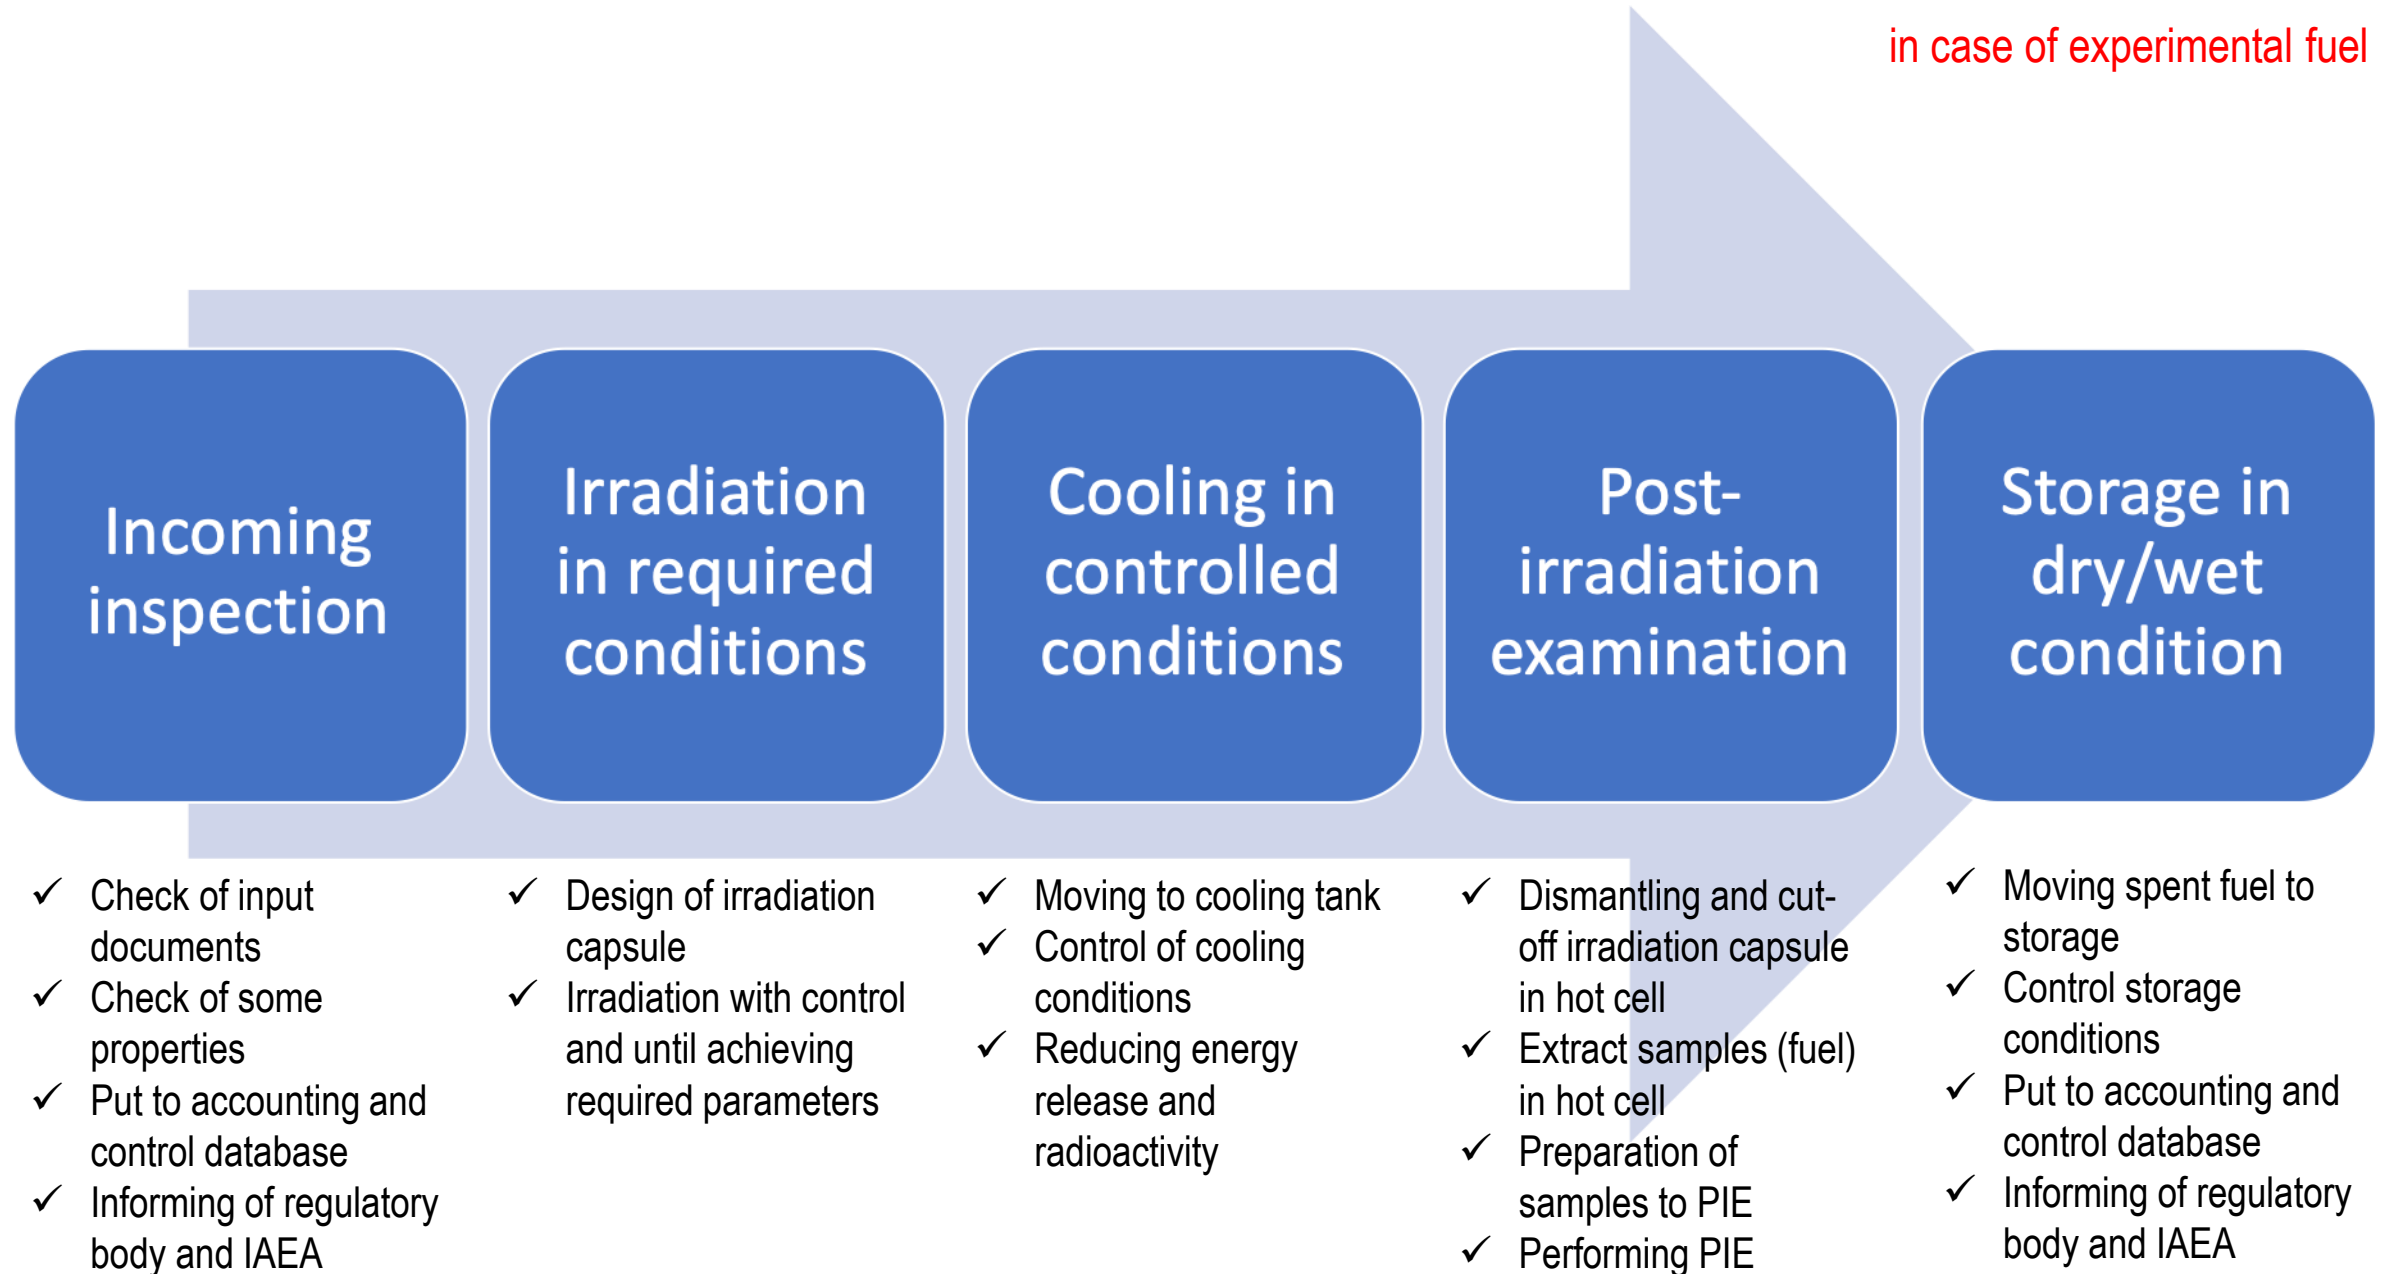 in case of experimental fuel
Incoming
inspection
Irradiation
in required
conditions
Cooling in
controlled
conditions
Post-
irradiation
examination
Storage in
dry/wet
condition
✓ Check of input
documents
✓ Check of some
properties
✓ Put to accounting and
control database
✓ Informing of regulatory
body and IAEA
✓ Design of irradiation
capsule
✓ Irradiation with control
and until achieving
required parameters
✓ Moving to cooling tank
✓ Control of cooling
conditions
✓ Reducing energy
release and
radioactivity
✓ Dismantling and cut-
off irradiation capsule
in hot cell
✓ Extract samples (fuel)
in hot cell
✓ Preparation of
samples to PIE
✓ Performing PIE
✓ Moving spent fuel to
storage
✓ Control storage
conditions
✓ Put to accounting and
control database
✓ Informing of regulatory
body and IAEA